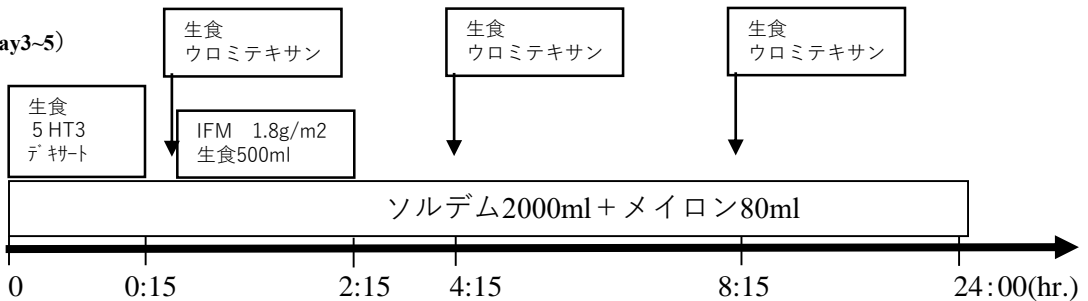 ay3~5）
生食
ウロミテキサン
生食
ウロミテキサン
生食
ウロミテキサン
生食
5HT3
ﾃﾞｷｻｰﾄ
IFM 1.8g/m2
生食500ml
ソルデム2000ml＋メイロン80ml
0 0:15 2:15 4:15 8:15 24:00(hr.)